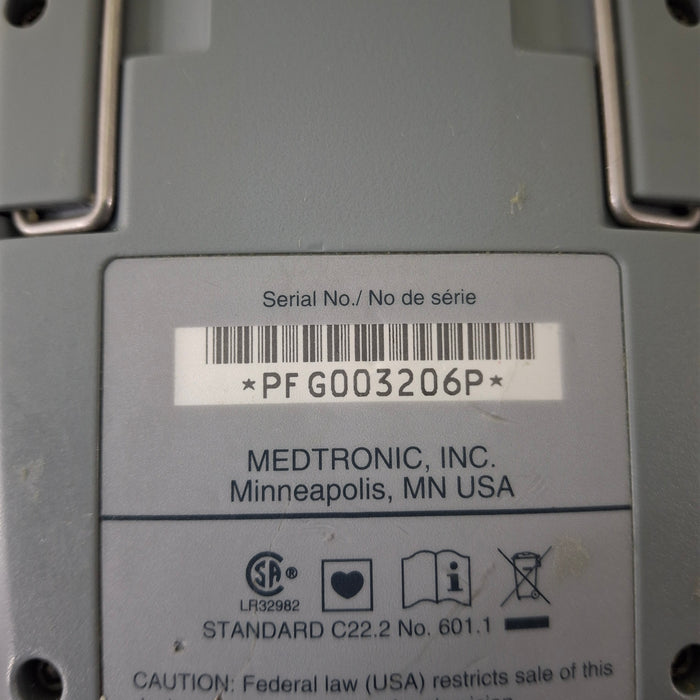 Serial No./ No de série
*PFG003206P*
MEDTRONIC, INC.
Minneapolis, MN USA
SA ®
LR32982
STANDARD C22.2 No. 601.1
CAUTION: Federal law (USA) restricts sale of this